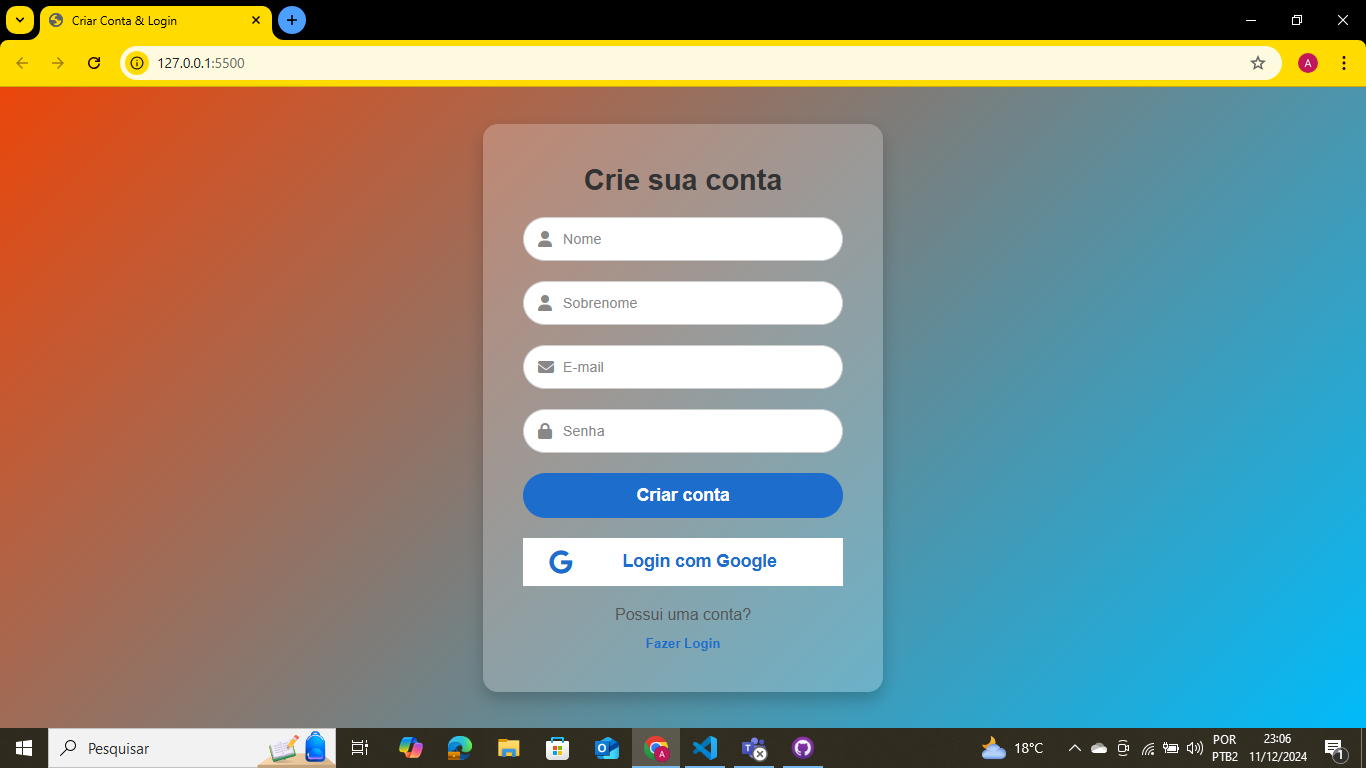 Criar Conta & Login
127.0.0.1:5500
A
Crie sua conta
Nome
Sobrenome
E-mail
Senha
Criar conta
G Login com Google
Possui uma conta?
Fazer Login
Pesquisar
A
18°C
POR
PTB2
23:06
11/12/2024
1